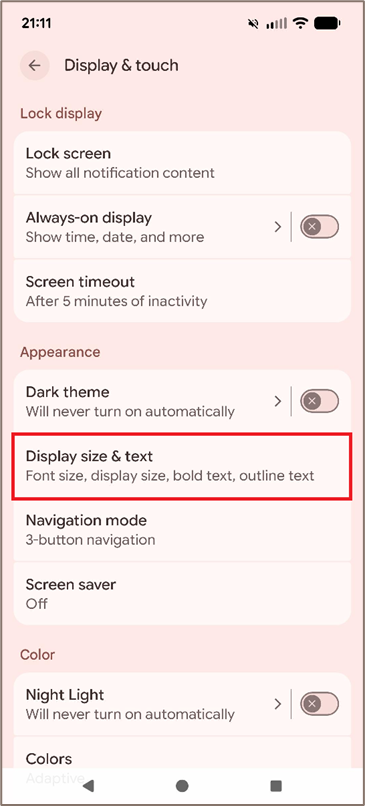 21:11
Display & touch
Lock display
Lock screen
Show all notification content
Always-on display
Show time, date, and more
Screen timeout
After 5 minutes of inactivity
Appearance
Dark theme
Will never turn on automatically
Display size & text
Font size, display size, bold text, outline text
Navigation mode
3-button navigation
Screen saver
Off
Color
Night Light
Will never turn on automatically
Colors
Adaptive